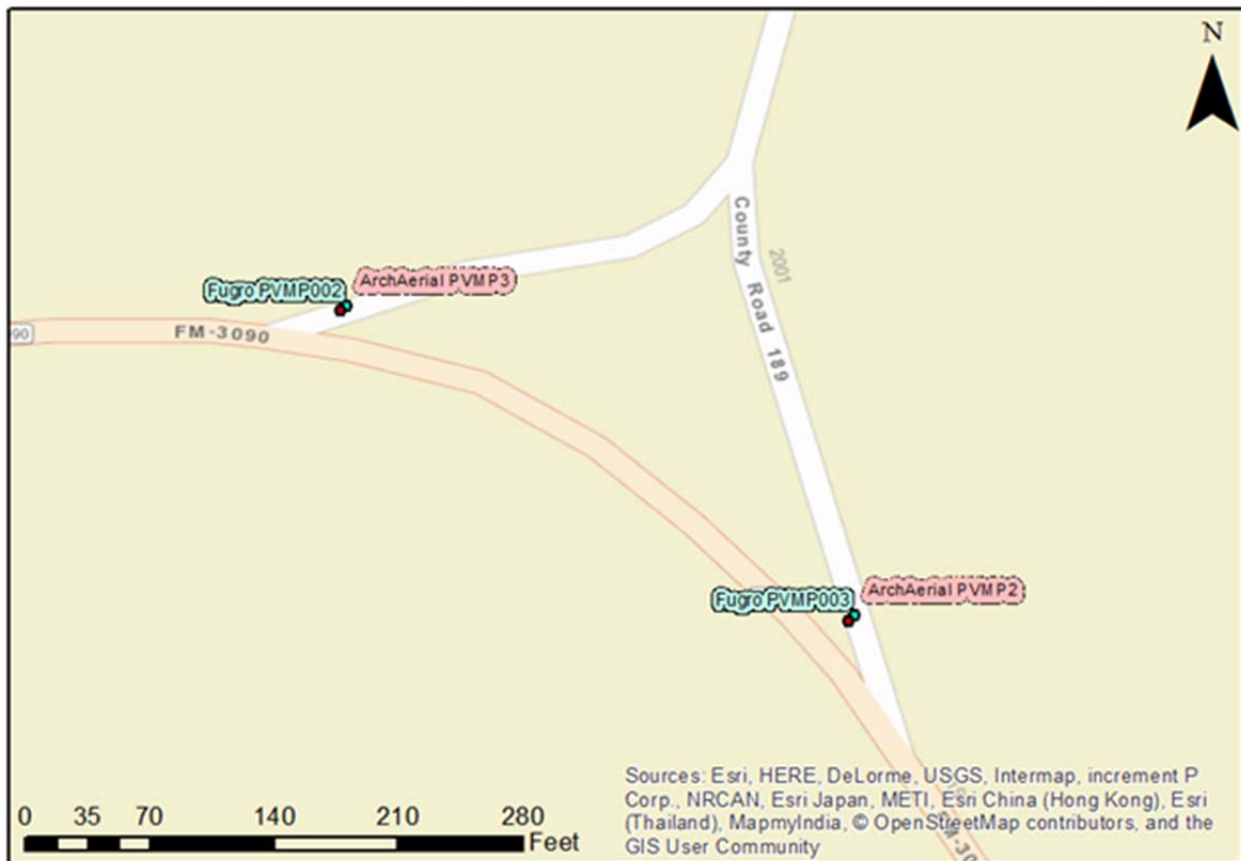 N
County Road 189
2001
Fugro PVMP002
ArchAerial PVMP3
90
FM-3090
Fugro PVMP003
ArchAerial PVMP2
0 35 70 140 210 280
Feet
Sources: Esri, HERE, DeLorme, USGS, Intermap, increment P
Corp., NRCAN, Esri Japan, METI, Esri China (Hong Kong), Esri
(Thailand), MapmyIndia, © OpenStreetMap contributors, and the
GIS User Community
FM-30